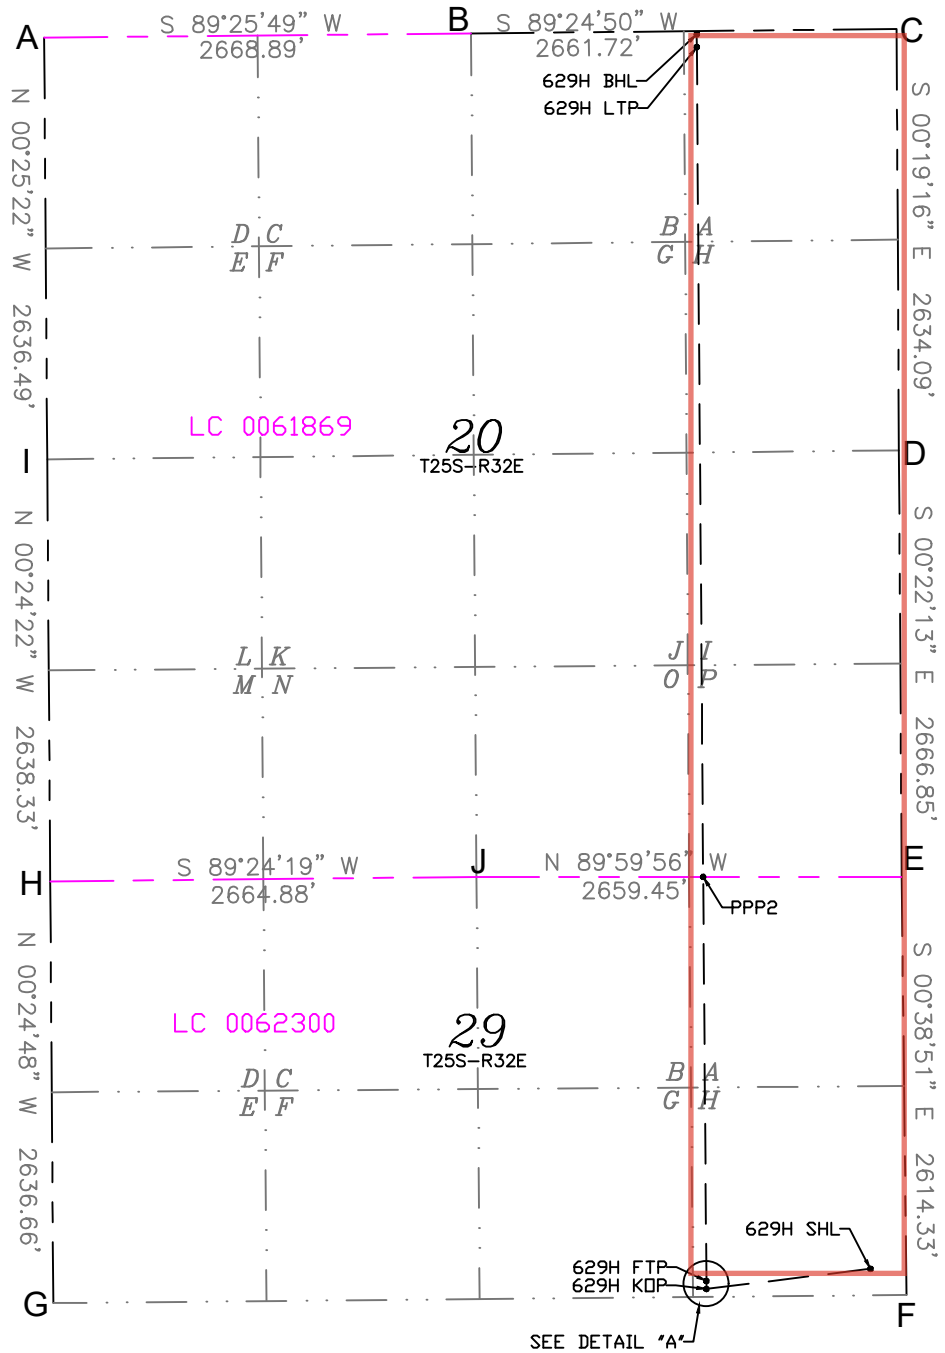 A
S 89°25'49" W
2668.89'
B
S 89°24'50" W
2661.72'
C
629H BHL
629H LTP
N 00°25'22" W 2636.49'
S 00°19'16" E 2634.09'
D C
E F
B A
G H
LC 0061869
20
T25S-R32E
I
D
N 00°24'22" W 2638.33'
S 00°22'13" E 2666.85'
L K
M N
J I
O P
H
S 89°24'19" W
2664.88'
J
N 89°59'56" W
2659.45'
E
PPP2
N 00°24'48" W 2636.66'
S 00°38'51" E 2614.33'
LC 0062300
29
T25S-R32E
D C
E F
B A
G H
629H SHL
629H FTP
629H KOP
G
F
SEE DETAIL "A"